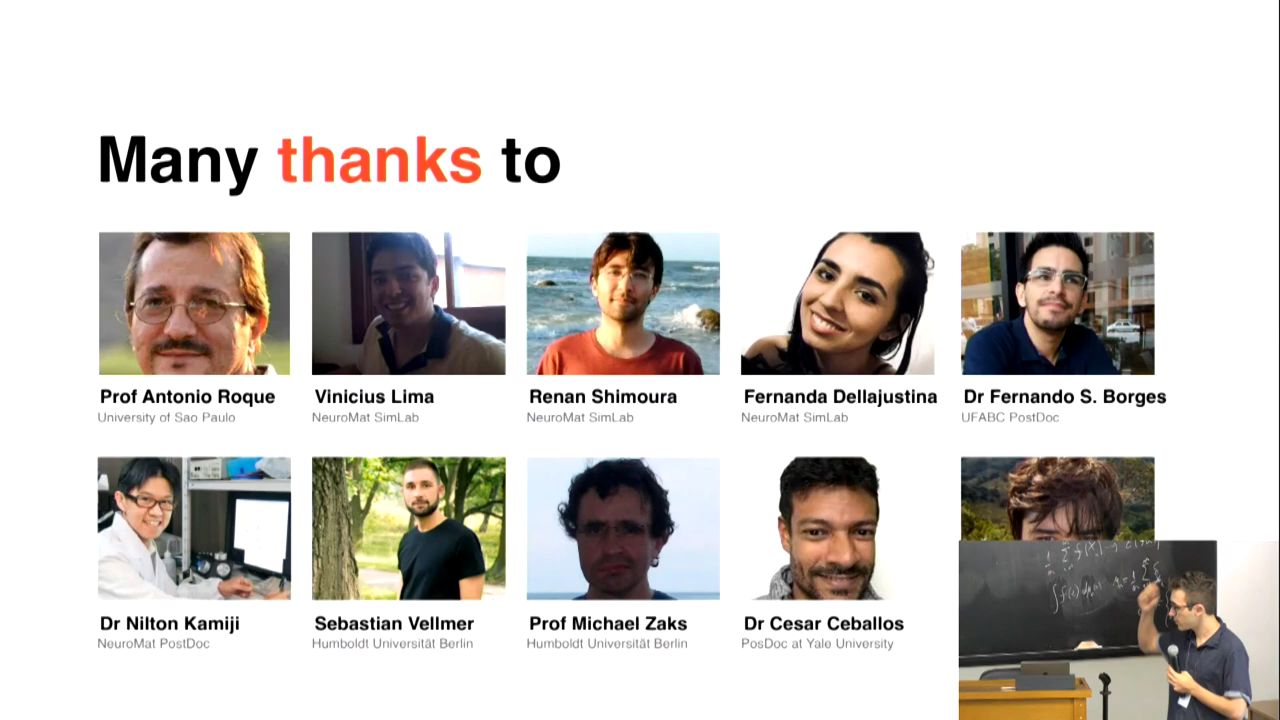 Many thanks to
Prof Antonio Roque
University of Sao Paulo
Vinicius Lima
NeuroMat SimLab
Renan Shimoura
NeuroMat SimLab
Fernanda Dellajustina
NeuroMat SimLab
Dr Fernando S. Borges
UFABC PostDoc
Dr Nilton Kamiji
NeuroMat PostDoc
Sebastian Vellmer
Humboldt Universität Berlin
Prof Michael Zaks
Humboldt Universität Berlin
Dr Cesar Ceballos
PosDoc at Yale University